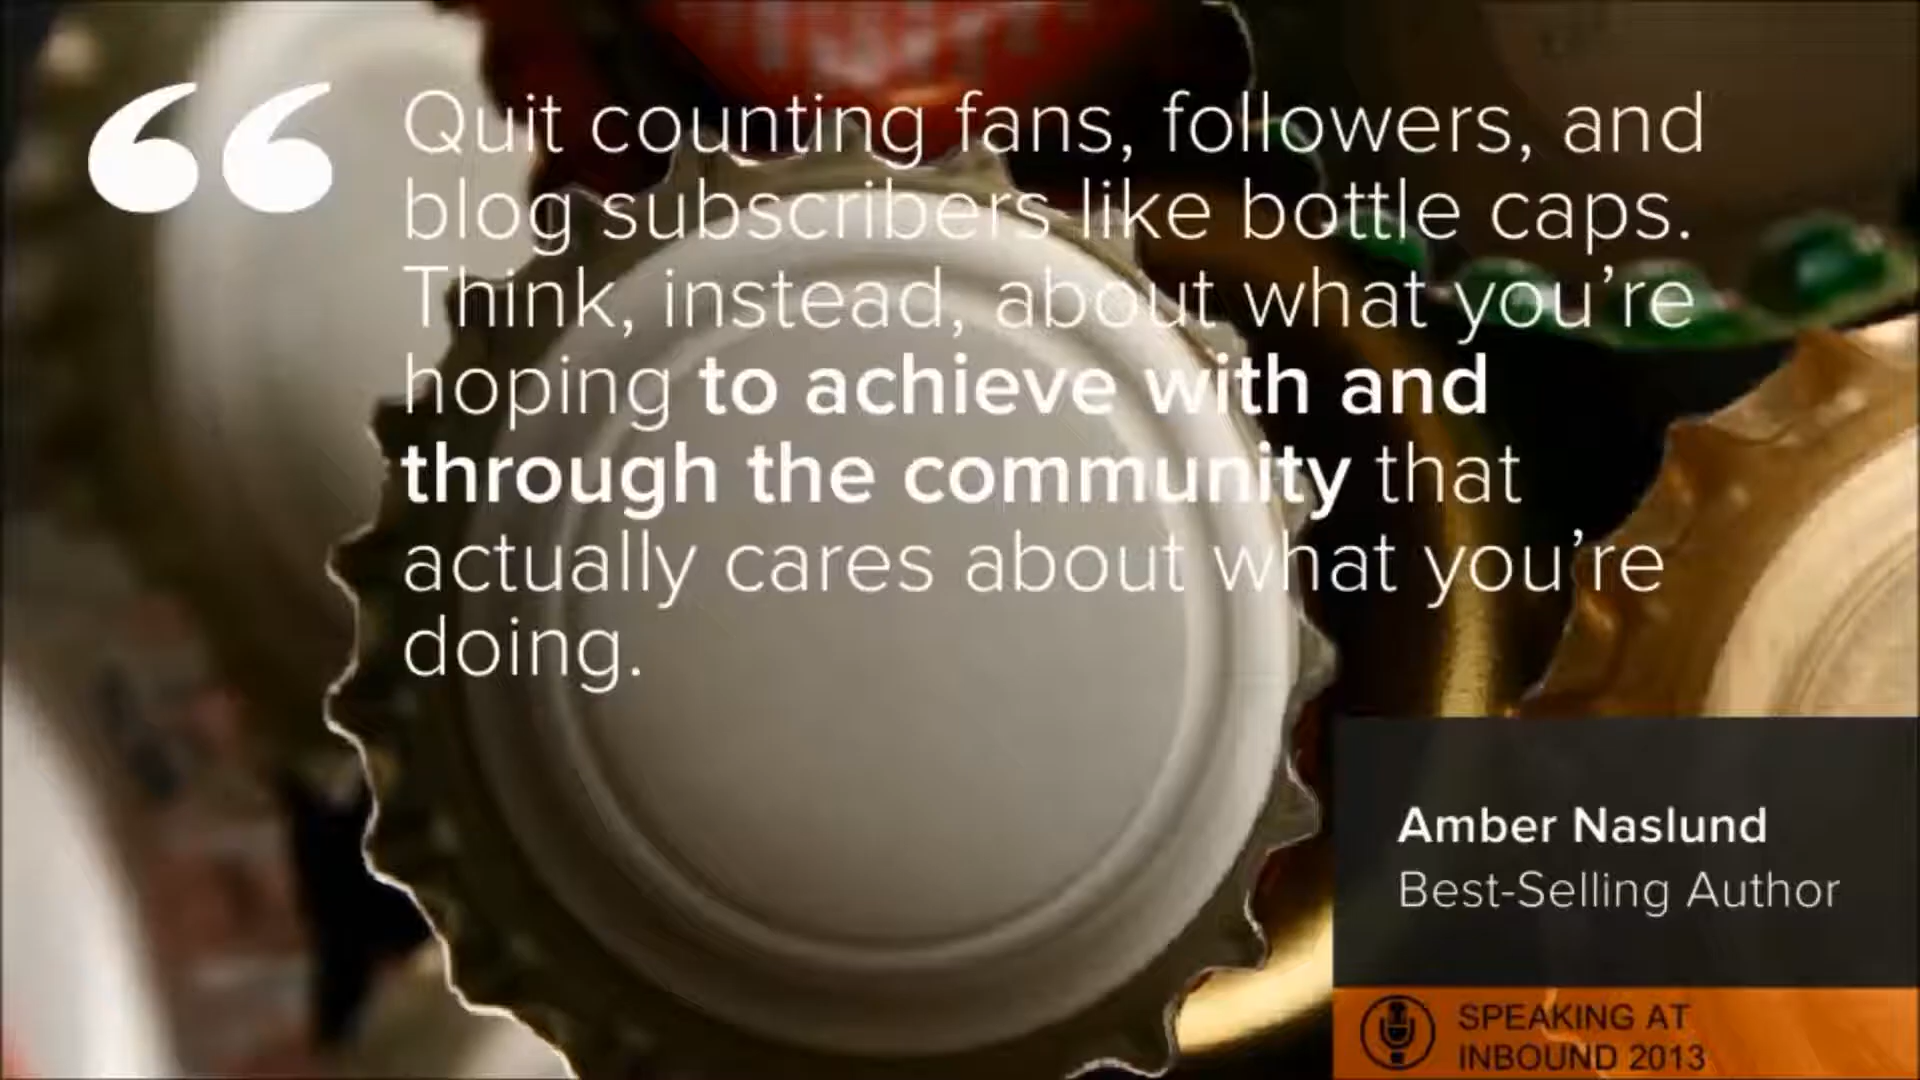 “ Quit counting fans, followers, and
blog subscribers like bottle caps.
Think, instead, about what you’re
hoping to achieve with and
through the community that
actually cares about what you’re
doing.
Amber Naslund
Best-Selling Author
SPEAKING AT
INBOUND 2013